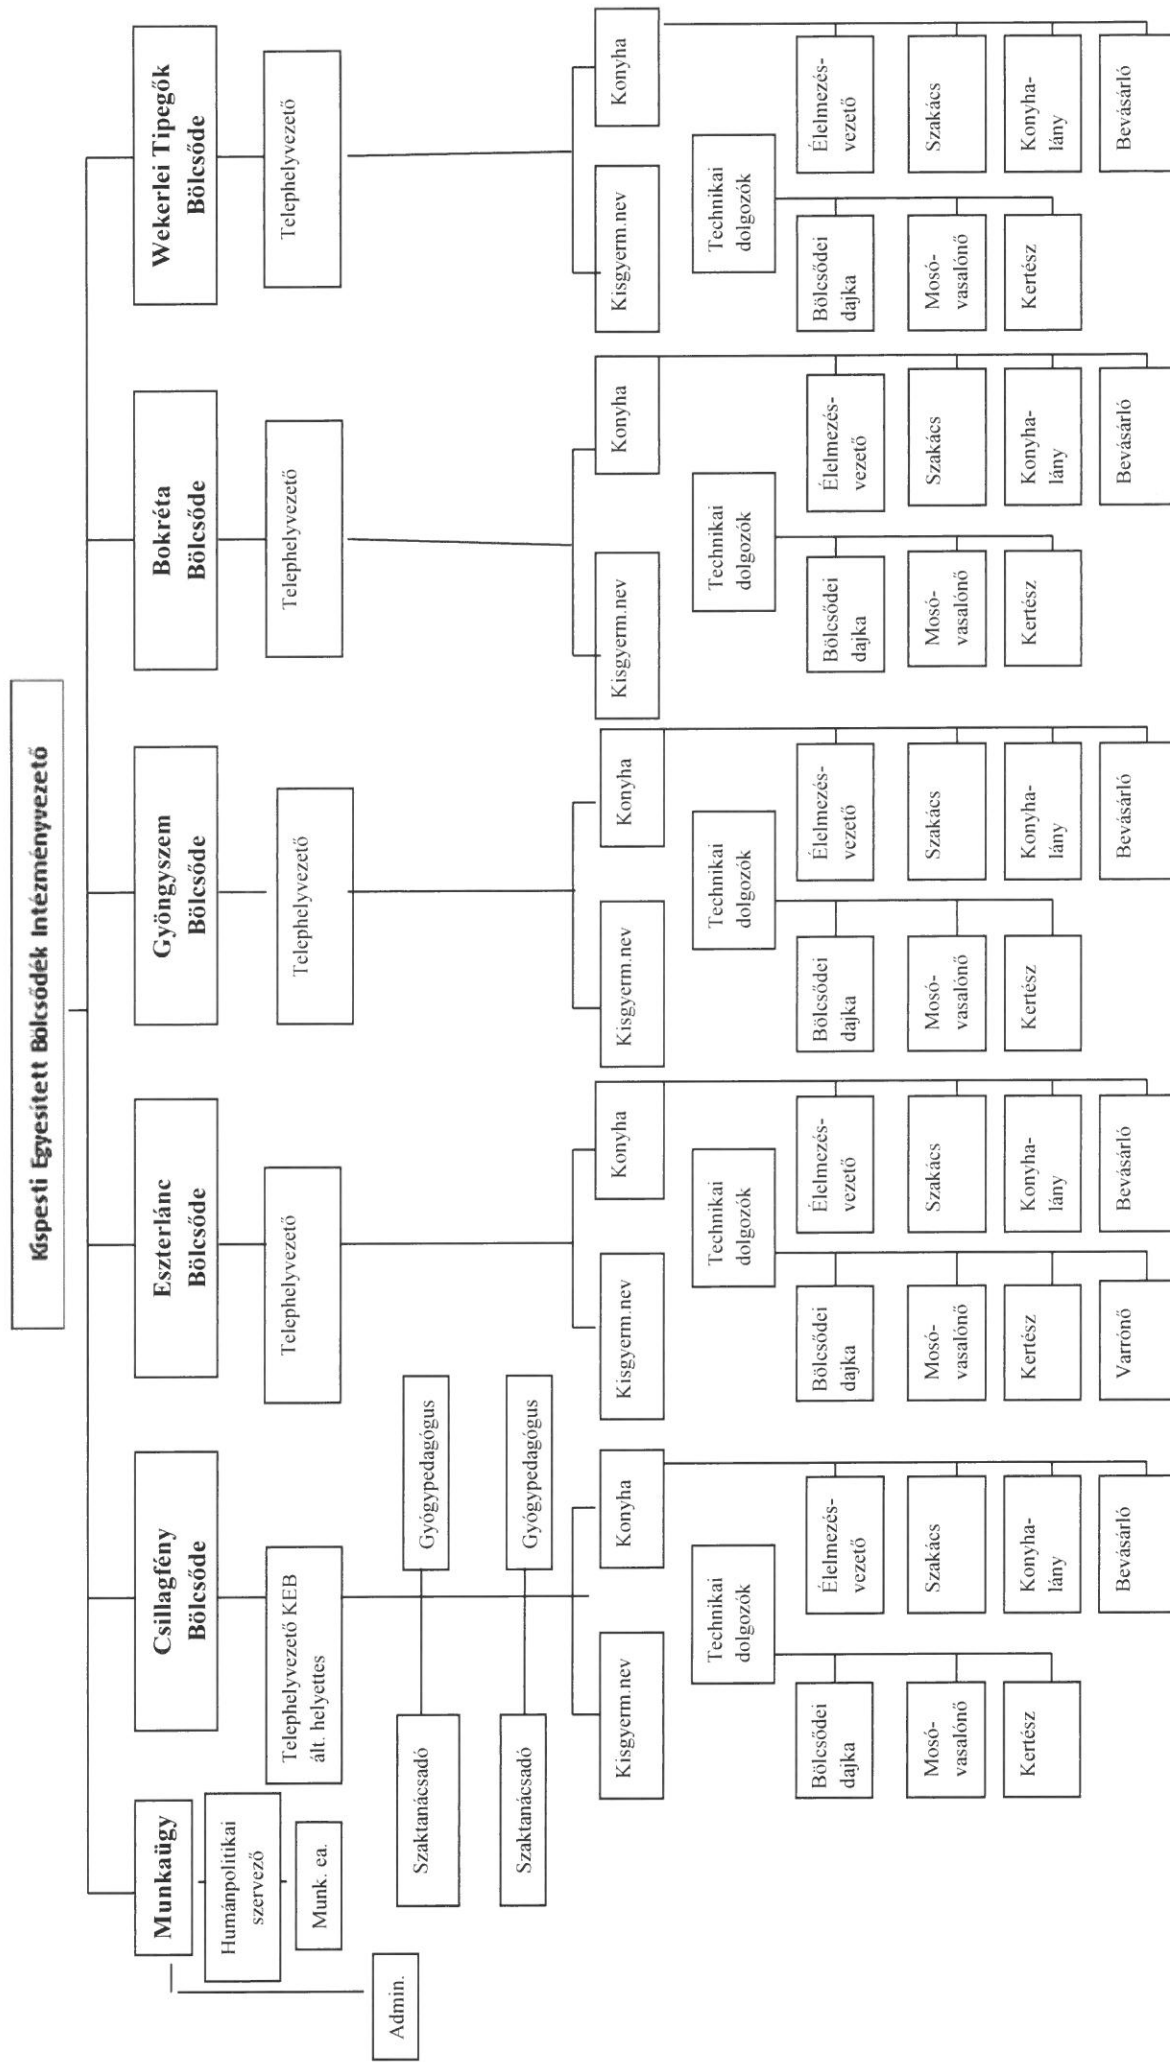 Kispesti Egyesített Bölcsődék Intézményvezető
Munkaügy
Humánpolitikai
szervező
Munk. ea.
Admin.
Csillagfény
Bölcsőde
Telephelyvezető KEB
ált. helyettes
Szaktanácsadó
Gyógypedagógus
Szaktanácsadó
Gyógypedagógus
Kisgyerm.nev
Konyha
Technikai
dolgozók
Bölcsődei
dajka
Mosó-
vasalónő
Kertész
Élelmezés-
vezető
Szakács
Konyha-
lány
Bevásárló
Eszterlánc
Bölcsőde
Telephelyvezető
Kisgyerm.nev
Konyha
Technikai
dolgozók
Bölcsődei
dajka
Mosó-
vasalónő
Kertész
Varrónő
Élelmezés-
vezető
Szakács
Konyha-
lány
Bevásárló
Gyöngyszem
Bölcsőde
Telephelyvezető
Kisgyerm.nev
Konyha
Technikai
dolgozók
Bölcsődei
dajka
Mosó-
vasalónő
Kertész
Élelmezés-
vezető
Szakács
Konyha-
lány
Bevásárló
Bokréta
Bölcsőde
Telephelyvezető
Kisgyerm.nev
Konyha
Technikai
dolgozók
Bölcsődei
dajka
Mosó-
vasalónő
Kertész
Élelmezés-
vezető
Szakács
Konyha-
lány
Bevásárló
Wekerlei Tipegők
Bölcsőde
Telephelyvezető
Kisgyerm.nev
Konyha
Technikai
dolgozók
Bölcsődei
dajka
Mosó-
vasalónő
Kertész
Élelmezés-
vezető
Szakács
Konyha-
lány
Bevásárló